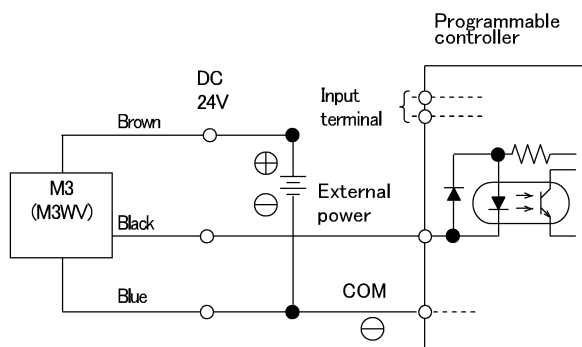 Programmable
controller
DC
24V
Input
terminal
Brown
M3
(M3WV)
External
power
Black
Blue
COM